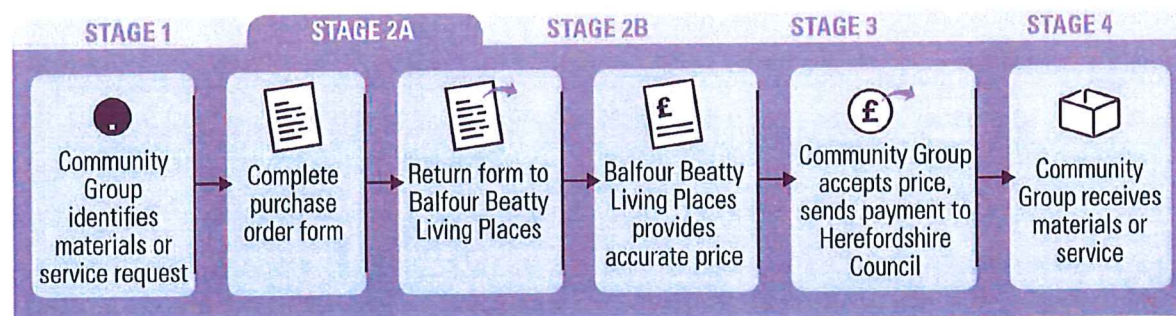 STAGE 1
STAGE 2A
STAGE 2B
STAGE 3
STAGE 4
Community
Group
identifies
materials or
service request
Complete
purchase
order form
Return form to
Balfour Beatty
Living Places
£
Balfour Beatty
Living Places
provides
accurate price
£
Community Group
accepts price,
sends payment to
Herefordshire
Council
Community
Group receives
materials or
service